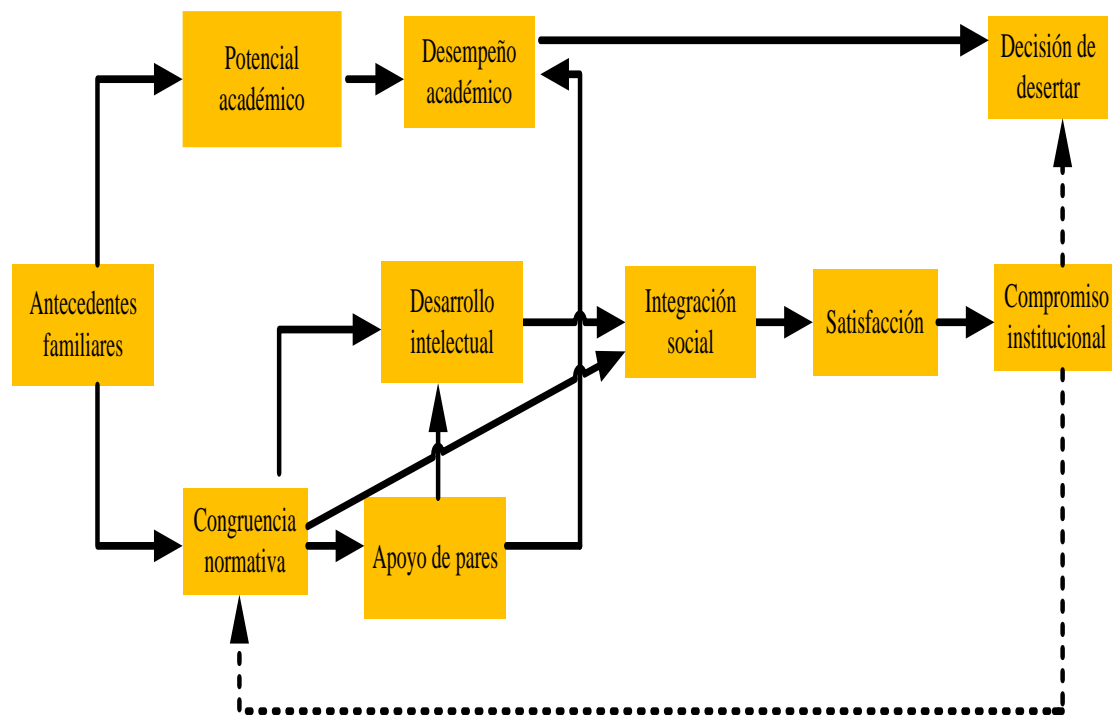 Potencial
académico
Desempeño
académico
Decisión de
desertar
Antecedentes
familiares
Desarrollo
intelectual
Integración
social
Satisfacción
Compromiso
institucional
Congruencia
normativa
Apoyo de pares